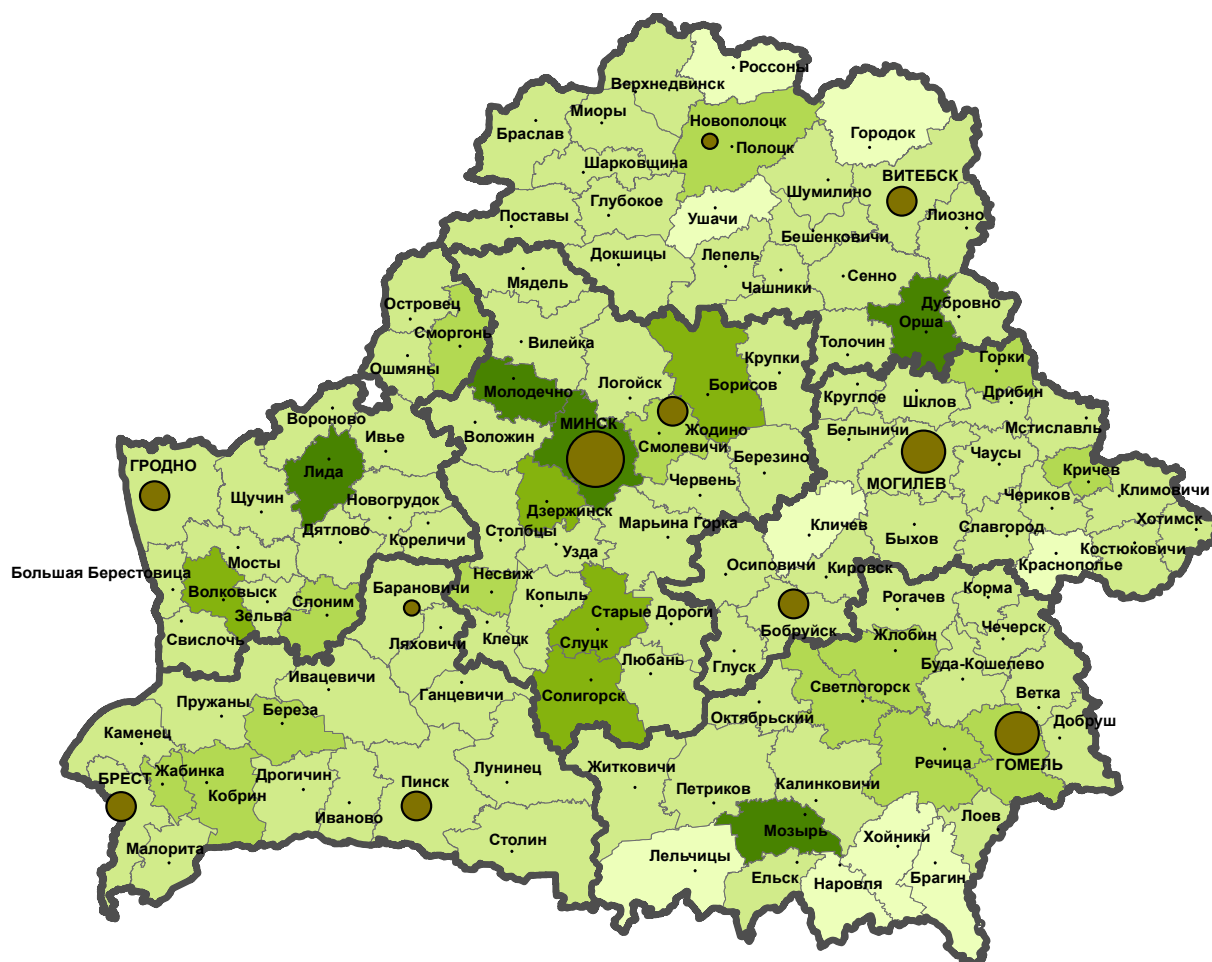 Россоны
Верхнедвинск
Миоры
Новополоцк
Браслав
Городок
Полоцк
Шарковщина
ВИТЕБСК
Шумилино
Глубокое
Поставы
Ушачи
Лиозно
Бешенковичи
Докшицы
Лепель
Сенно
Мядель
Чашники
Островец
Дубровно
Орша
Сморгонь
Вилейка
Толочин
Крупки
Горки
Ошмяны
Логойск
Борисов
Молодечно
Дрибин
Круглое
Шклов
Вороново
МИНСК
Жодино
Мстиславль
Белыничи
Ивье
Воложин
Смолевичи
Березино
Чаусы
ГРОДНО
Лида
Кричев
Червень
МОГИЛЕВ
Климовичи
Щучин
Новогрудок
Чериков
Дзержинск
Хотимск
Марьина Горка
Кличев
Славгород
Дятлово
Столбцы
Кореличи
Быхов
Узда
Костюковичи
Мосты
Осиповичи
Краснополье
Большая Берестовица
Несвиж
Кировск
Барановичи
Копыль
Корма
Волковыск
Рогачев
Слоним
Старые Дороги
Зельва
Бобруйск
Чечерск
Свислочь
Клецк
Ляховичи
Слуцк
Жлобин
Любань
Глуск
Буда-Кошелево
Ивацевичи
Светлогорск
Солигорск
Ганцевичи
Ветка
Пружаны
Береза
Октябрьский
Добруш
Каменец
Речица
ГОМЕЛЬ
Жабинка
БРЕСТ
Дрогичин
Лунинец
Житковичи
ПИНСК
Калинковичи
Петриков
Кобрин
Лоев
Иваново
Мозырь
Хойники
Столин
Малорита
Лельчицы
Ельск
Брагин
Наровля